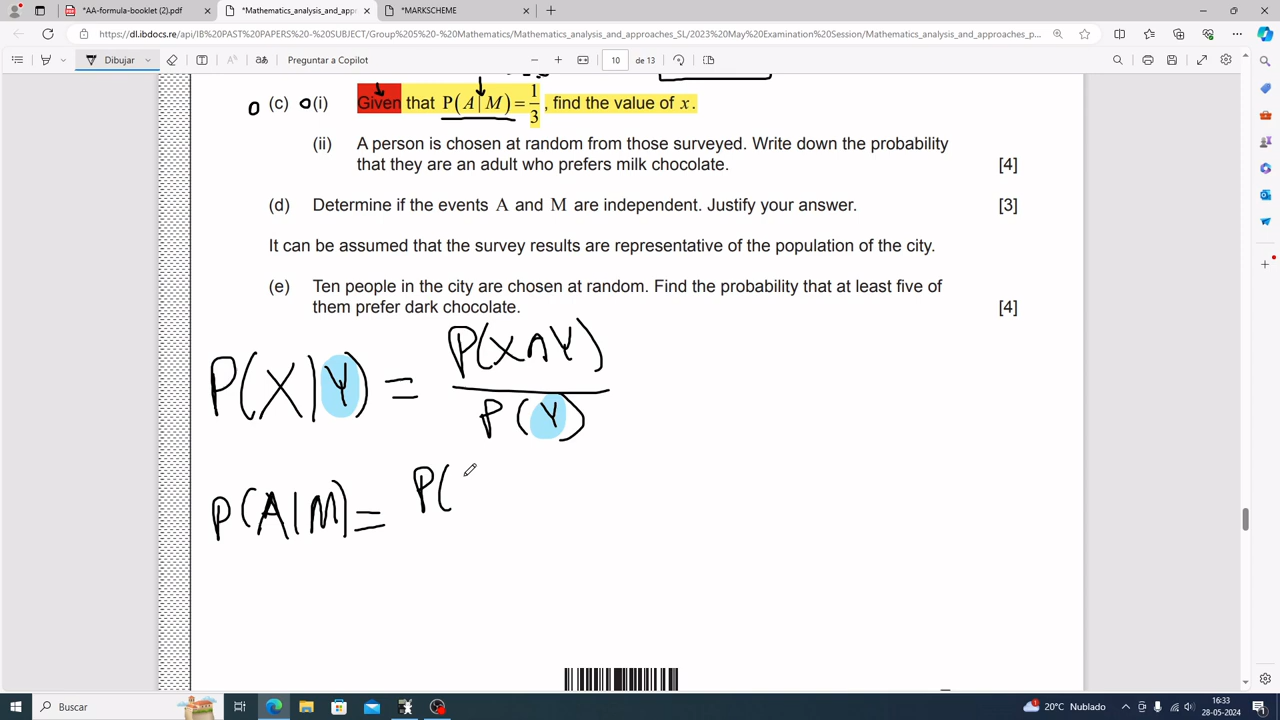 *AA-formula-booklet (2).pdf
*Mathematics_analysis_and_appro
*MARKSCHEME
https://dl.ibdocs.re/api/IB%20PAST%20PAPERS%20-%20SUBJECT/Group%205%20-%20Mathematics/Mathematics_analysis_and_approaches_SL/2023%20May%20Examination%20Session/Mathematics_analysis_and_approaches_p...
Dibujar
Preguntar a Copilot
10 de 13
(c) (i) Given that P(A|M) = 1/3, find the value of x.
(ii) A person is chosen at random from those surveyed. Write down the probability
that they are an adult who prefers milk chocolate. [4]
(d) Determine if the events A and M are independent. Justify your answer. [3]
It can be assumed that the survey results are representative of the population of the city.
(e) Ten people in the city are chosen at random. Find the probability that at least five of
them prefer dark chocolate. [4]
P(X|Y) = P(X∩Y)
P(Y)
P(A|M) = P(
Buscar
20°C Nublado
16:33
28-05-2024